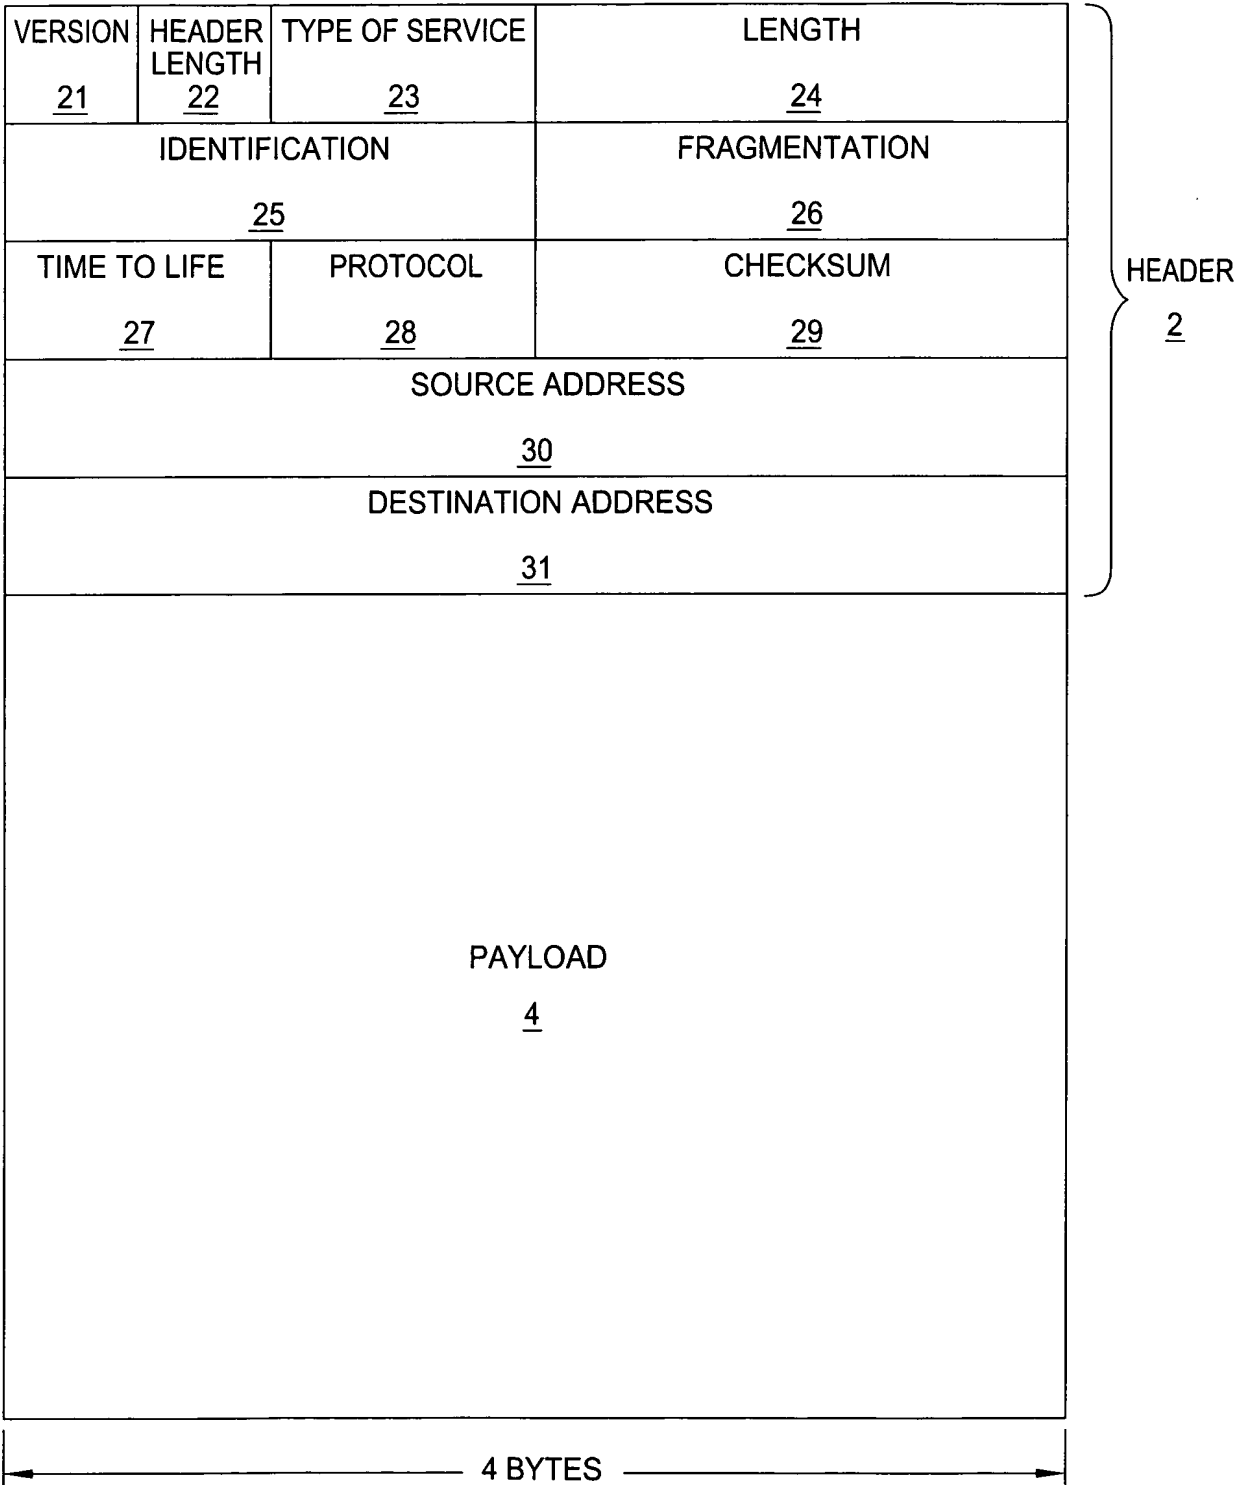 VERSION HEADER TYPE OF SERVICE LENGTH
LENGTH
21 22 23 24
IDENTIFICATION FRAGMENTATION
25 26
TIME TO LIFE PROTOCOL CHECKSUM
27 28 29
HEADER
2
SOURCE ADDRESS
30
DESTINATION ADDRESS
31
PAYLOAD
4
4 BYTES